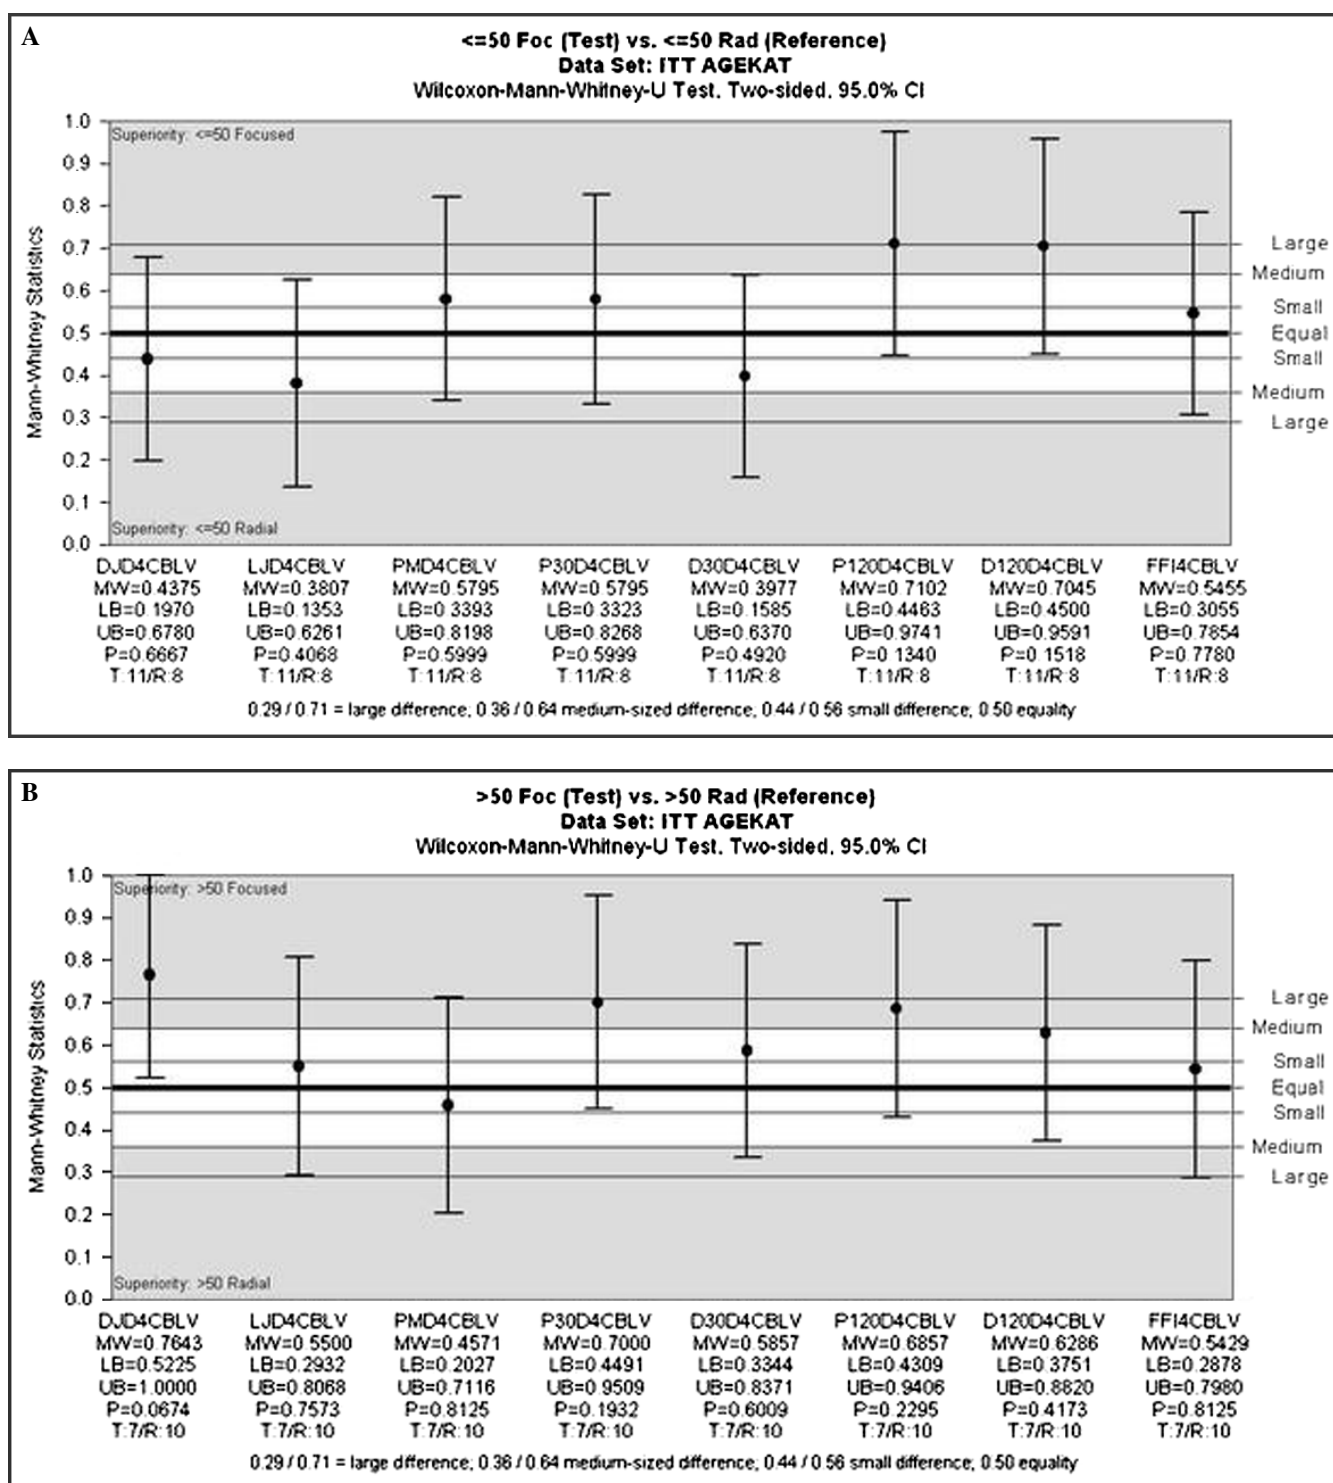 A
<=50 Foc (Test) vs. <=50 Rad (Reference)
Data Set: ITT AGEKAT
Wilcoxon-Mann-Whitney-U Test, Two-sided, 95.0% CI
Superiority: <=50 Focused
1.0
0.9
0.8
0.7
0.6
0.5
0.4
0.3
0.2
0.1
0.0
Mann-Whitney Statistics
Large
Medium
Small
Equal
Small
Medium
Large
Superiority: <=50 Radial
DJD4CBLV LJD4CBLV PMD4CBLV P30D4CBLV D30D4CBLV P120D4CBLV D120D4CBLV FFI4CBLV
MW=0.4375 MW=0.3807 MW=0.5795 MW=0.5795 MW=0.3977 MW=0.7102 MW=0.7045 MW=0.5455
LB=0.1970 LB=0.1353 LB=0.3393 LB=0.3323 LB=0.1585 LB=0.4463 LB=0.4500 LB=0.3055
UB=0.6780 UB=0.6261 UB=0.8198 UB=0.8268 UB=0.6370 UB=0.9741 UB=0.9591 UB=0.7854
P=0.6667 P=0.4068 P=0.5999 P=0.5999 P=0.4920 P=0.1340 P=0.1518 P=0.7780
T:11/R:8 T:11/R:8 T:11/R:8 T:11/R:8 T:11/R:8 T:11/R:8 T:11/R:8 T:11/R:8
0.29 / 0.71 = large difference; 0.36 / 0.64 medium-sized difference; 0.44 / 0.56 small difference; 0.50 equality
B
>50 Foc (Test) vs. >50 Rad (Reference)
Data Set: ITT AGEKAT
Wilcoxon-Mann-Whitney-U Test, Two-sided, 95.0% CI
Superiority: >50 Focused
1.0
0.9
0.8
0.7
0.6
0.5
0.4
0.3
0.2
0.1
0.0
Mann-Whitney Statistics
Large
Medium
Small
Equal
Small
Medium
Large
Superiority: >50 Radial
DJD4CBLV LJD4CBLV PMD4CBLV P30D4CBLV D30D4CBLV P120D4CBLV D120D4CBLV FFI4CBLV
MW=0.7643 MW=0.5500 MW=0.4571 MW=0.7000 MW=0.5857 MW=0.6857 MW=0.6286 MW=0.5429
LB=0.5225 LB=0.2932 LB=0.2027 LB=0.4491 LB=0.3344 LB=0.4309 LB=0.3751 LB=0.2878
UB=1.0000 UB=0.8068 UB=0.7116 UB=0.9509 UB=0.8371 UB=0.9406 UB=0.8820 UB=0.7980
P=0.0674 P=0.7573 P=0.8125 P=0.1932 P=0.6009 P=0.2295 P=0.4173 P=0.8125
T:7/R:10 T:7/R:10 T:7/R:10 T:7/R:10 T:7/R:10 T:7/R:10 T:7/R:10 T:7/R:10
0.29 / 0.71 = large difference; 0.36 / 0.64 medium-sized difference; 0.44 / 0.56 small difference; 0.50 equality